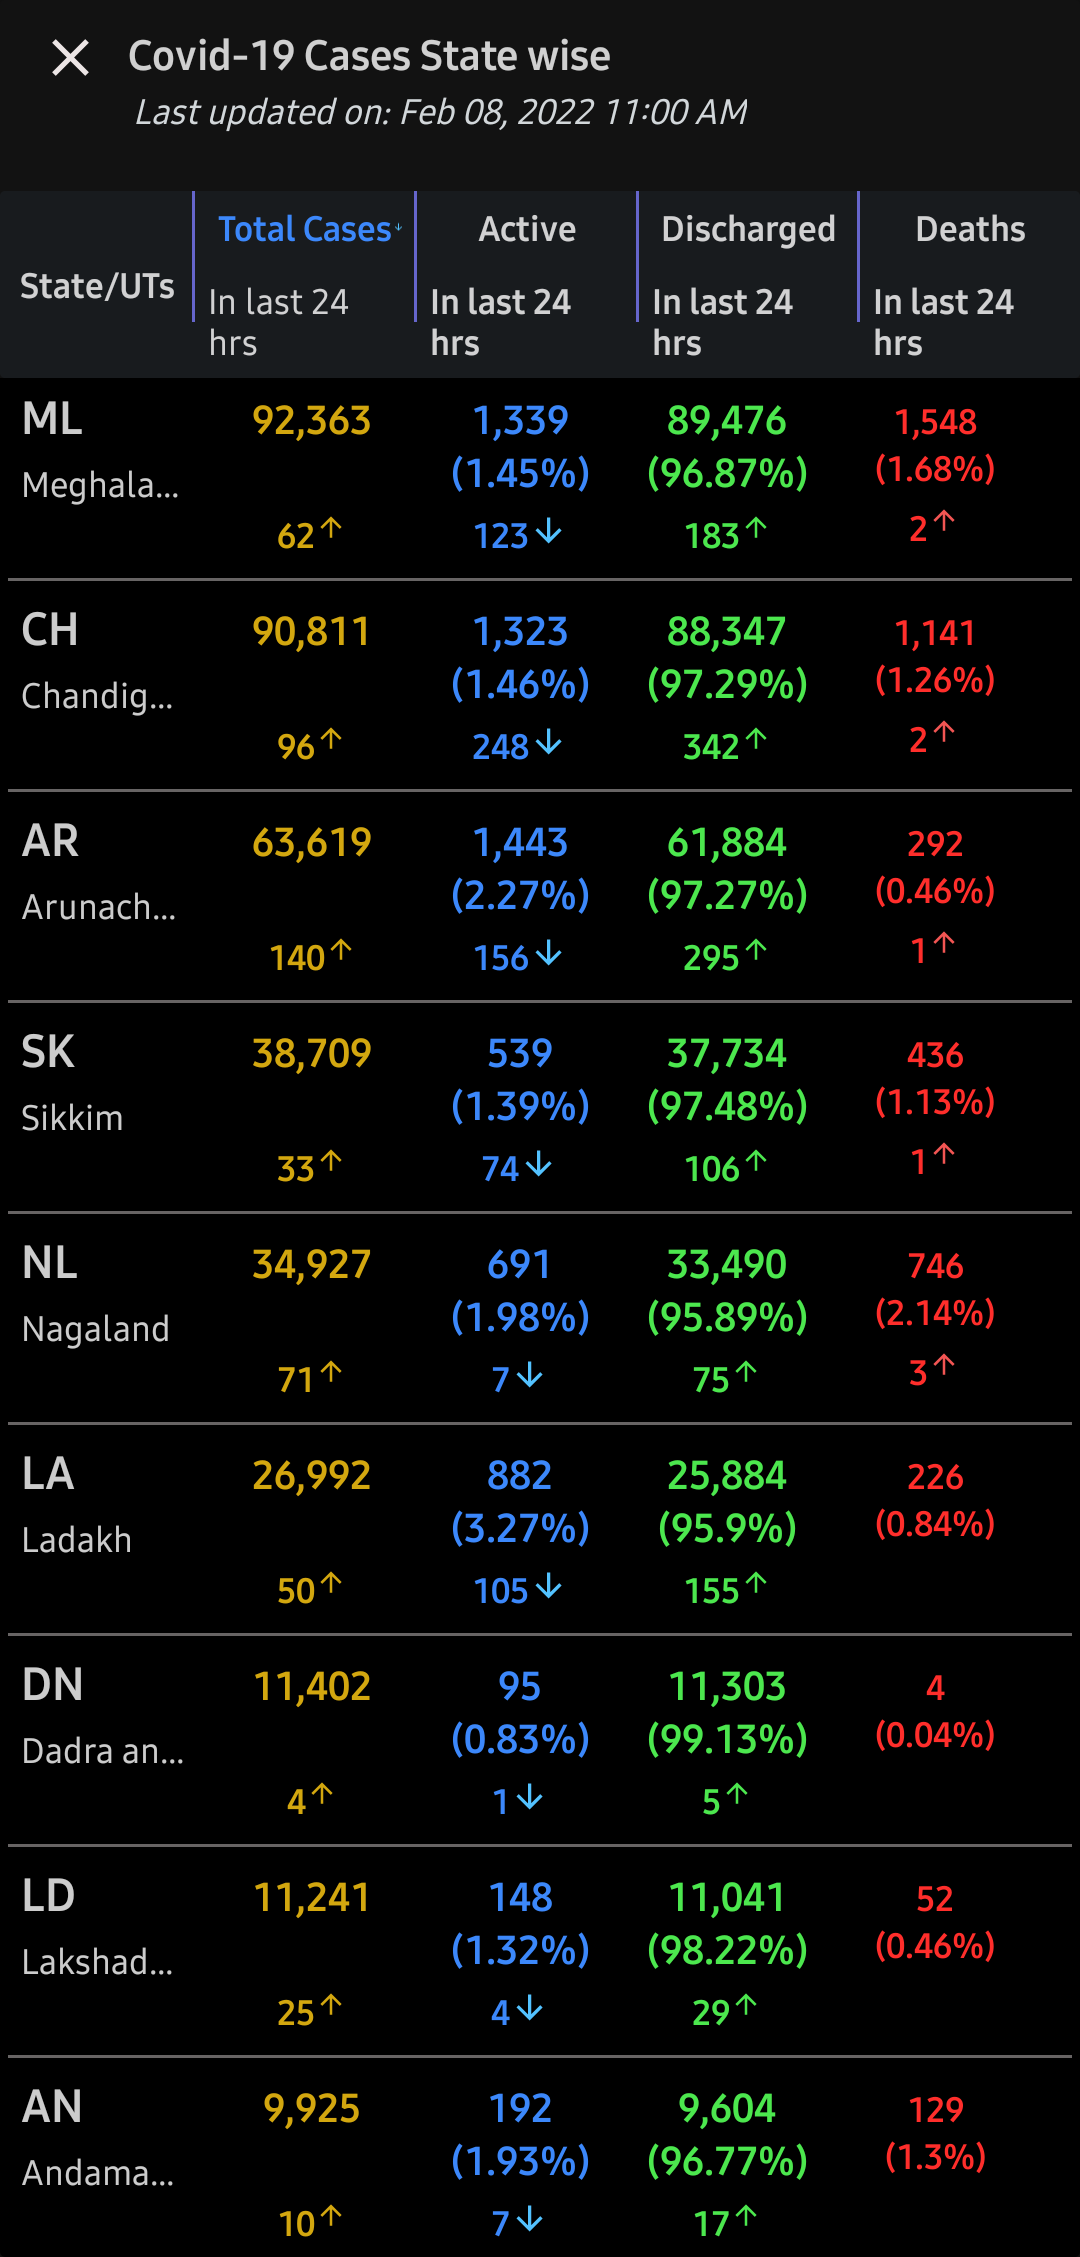 Covid-19 Cases State wise
Last updated on: Feb 08, 2022 11:00 AM
State/UTs Total Cases↓ Active Discharged Deaths
In last 24 hrs In last 24 hrs In last 24 hrs In last 24 hrs
ML 92,363 1,339 89,476 1,548
Meghala... (1.45%) (96.87%) (1.68%)
62↑ 123↓ 183↑ 2↑
CH 90,811 1,323 88,347 1,141
Chandig... (1.46%) (97.29%) (1.26%)
96↑ 248↓ 342↑ 2↑
AR 63,619 1,443 61,884 292
Arunach... (2.27%) (97.27%) (0.46%)
140↑ 156↓ 295↑ 1↑
SK 38,709 539 37,734 436
Sikkim (1.39%) (97.48%) (1.13%)
33↑ 74↓ 106↑ 1↑
NL 34,927 691 33,490 746
Nagaland (1.98%) (95.89%) (2.14%)
71↑ 7↓ 75↑ 3↑
LA 26,992 882 25,884 226
Ladakh (3.27%) (95.9%) (0.84%)
50↑ 105↓ 155↑
DN 11,402 95 11,303 4
Dadra an... (0.83%) (99.13%) (0.04%)
4↑ 1↓ 5↑
LD 11,241 148 11,041 52
Lakshad... (1.32%) (98.22%) (0.46%)
25↑ 4↓ 29↑
AN 9,925 192 9,604 129
Andama... (1.93%) (96.77%) (1.3%)
10↑ 7↓ 17↑